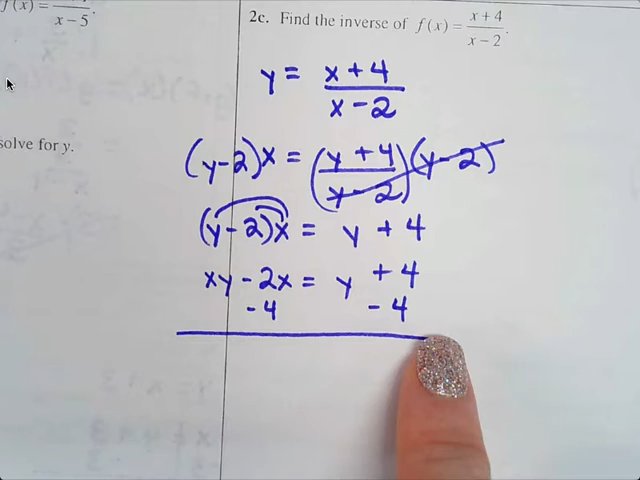 f(x) =
x − 5.
solve for y.
2c. Find the inverse of f(x) = (x + 4)/(x − 2).
y = (x + 4)/(x − 2)
(y − 2)x = ((y + 4)/(y − 2))(y − 2)
(y − 2)x = y + 4
xy − 2x = y + 4
− 4 − 4